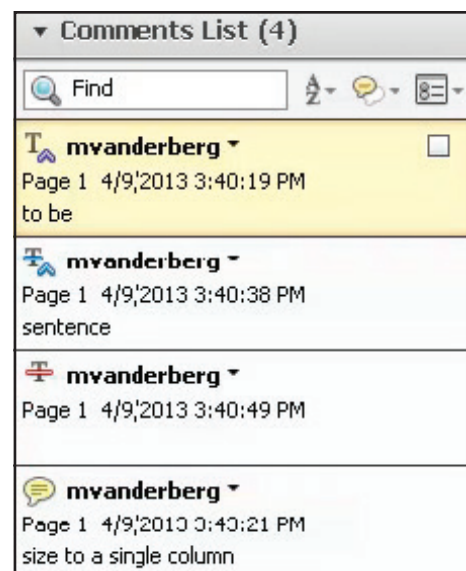 Comments List (4)
Find
mvanderberg
Page 1 4/9/2013 3:40:19 PM
to be
mvanderberg
Page 1 4/9/2013 3:40:38 PM
sentence
mvanderberg
Page 1 4/9/2013 3:40:49 PM
mvanderberg
Page 1 4/9/2013 3:43:21 PM
size to a single column